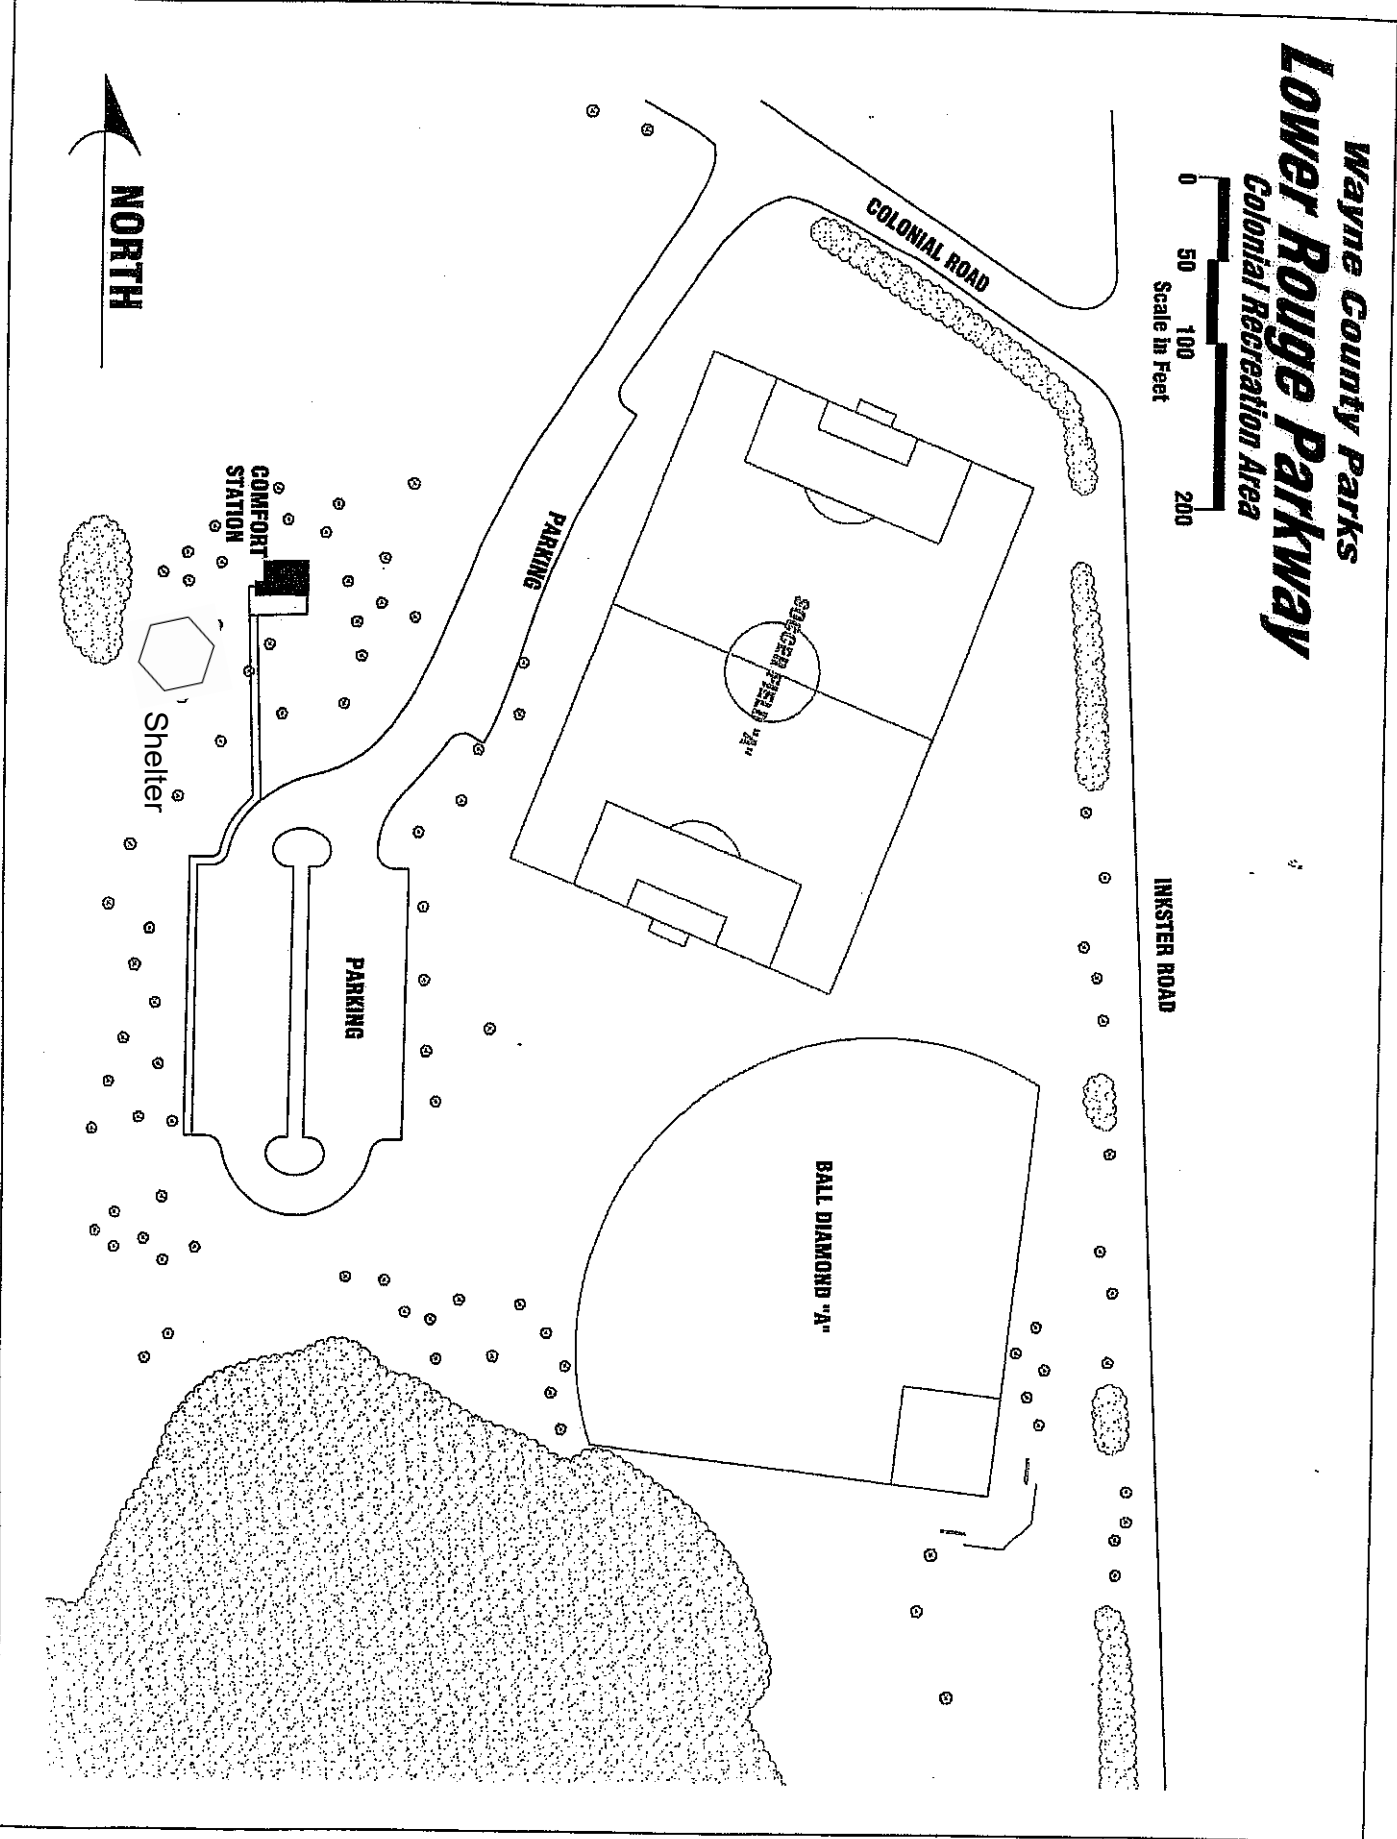 Wayne County Parks
Lower Rouge Parkway
Colonial Recreation Area
0 50 100 200
Scale in Feet
COLONIAL ROAD
INKSTER ROAD
NORTH
PARKING
SOCCER FIELD "A"
COMFORT
STATION
Shelter
PARKING
BALL DIAMOND "A"